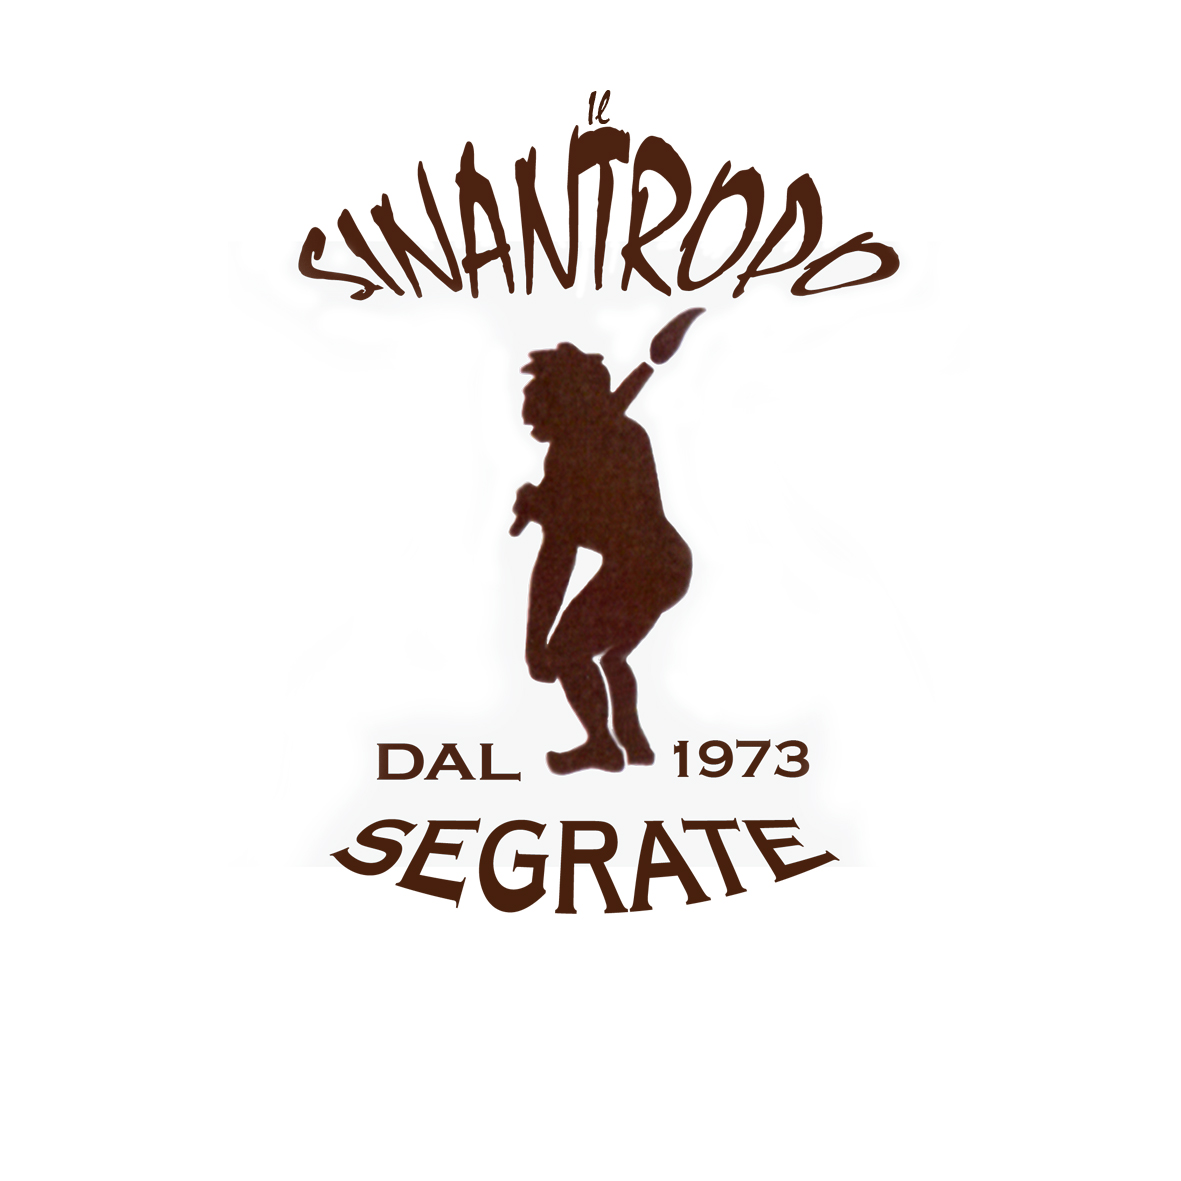 Il
SINANTROPO
DAL 1973
SEGRATE